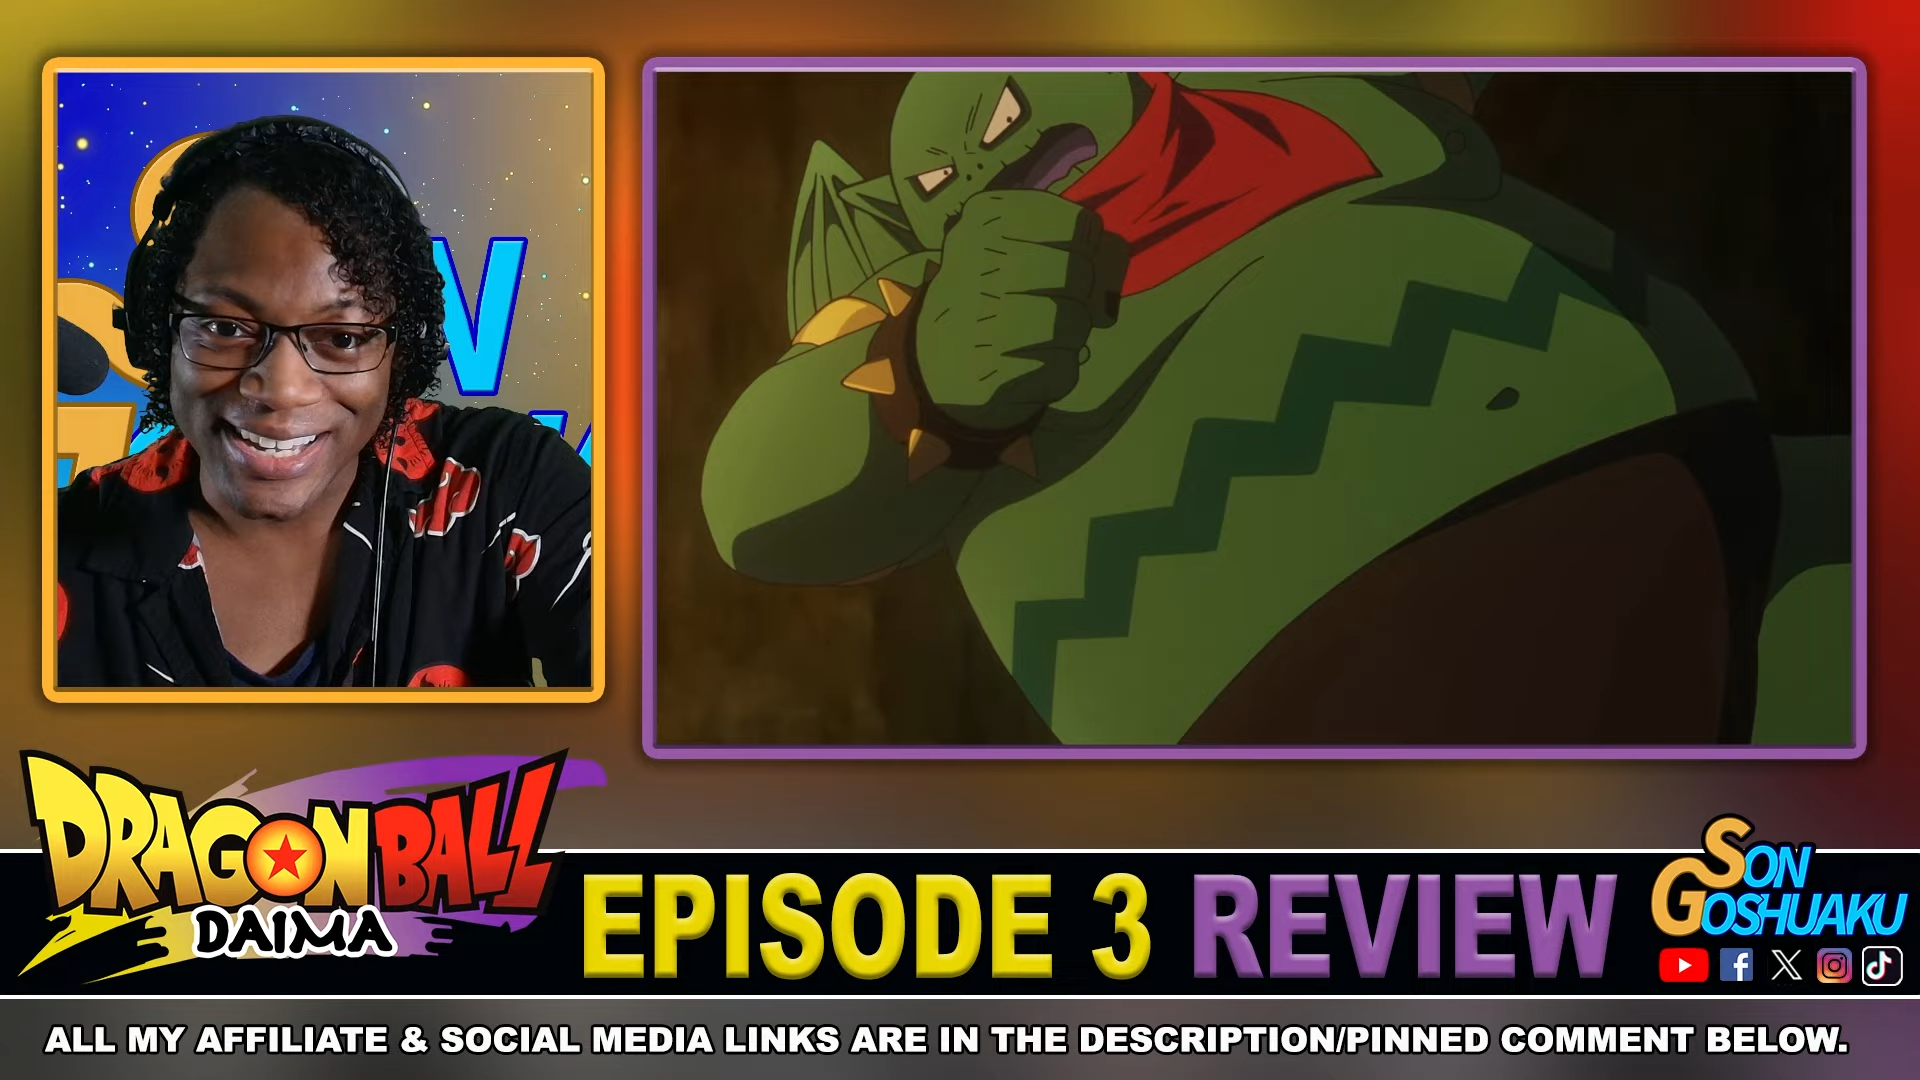 DRAGON BALL
DAIMA
EPISODE 3 REVIEW
SON
GOSHUAKU
ALL MY AFFILIATE & SOCIAL MEDIA LINKS ARE IN THE DESCRIPTION/PINNED COMMENT BELOW.